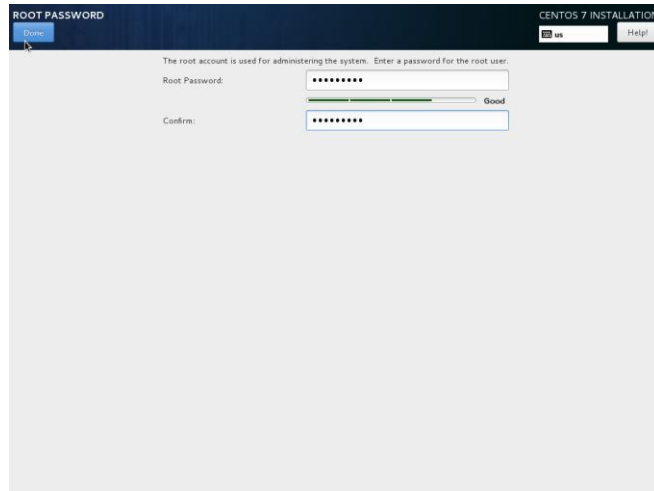 ROOT PASSWORD
CENTOS 7 INSTALLATION
Done
us
Help!
The root account is used for administering the system. Enter a password for the root user.
Root Password:
•••••••••
Good
Confirm:
•••••••••